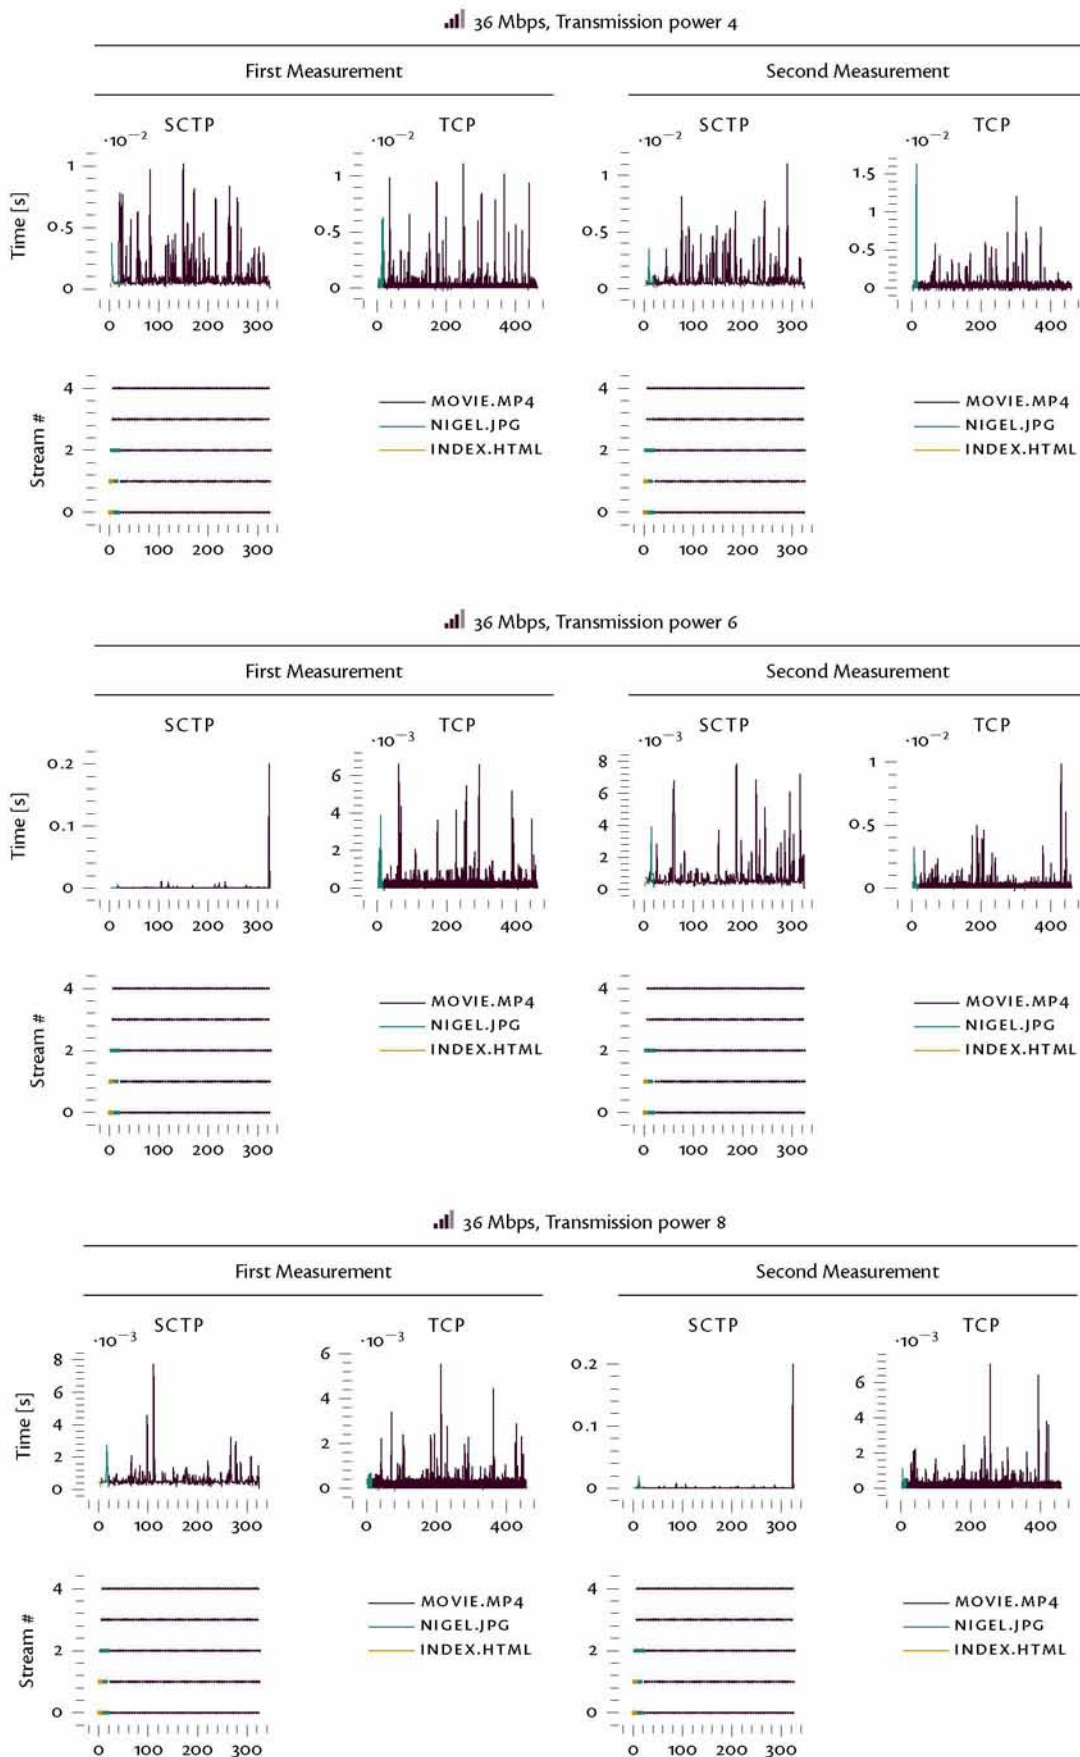 36 Mbps, Transmission power 4
First Measurement
Second Measurement
SCTP
TCP
SCTP
TCP
·10−2
·10−2
·10−2
·10−2
Time [s]
1
0.5
0
0 100 200 300
1
0.5
0
0 200 400
1
0.5
0
0 100 200 300
1.5
1
0.5
0
0 200 400
Stream #
4
2
0
0 100 200 300
MOVIE.MP4
NIGEL.JPG
INDEX.HTML
4
2
0
0 100 200 300
MOVIE.MP4
NIGEL.JPG
INDEX.HTML
36 Mbps, Transmission power 6
First Measurement
Second Measurement
SCTP
TCP
SCTP
TCP
·10−3
·10−3
·10−2
Time [s]
0.2
0.1
0
0 100 200 300
6
4
2
0
0 200 400
8
6
4
2
0
0 100 200 300
1
0.5
0
0 200 400
Stream #
4
2
0
0 100 200 300
MOVIE.MP4
NIGEL.JPG
INDEX.HTML
4
2
0
0 100 200 300
MOVIE.MP4
NIGEL.JPG
INDEX.HTML
36 Mbps, Transmission power 8
First Measurement
Second Measurement
SCTP
TCP
SCTP
TCP
·10−3
·10−3
·10−3
Time [s]
8
6
4
2
0
0 100 200 300
6
4
2
0
0 200 400
0.2
0.1
0
0 100 200 300
6
4
2
0
0 200 400
Stream #
4
2
0
0 100 200 300
MOVIE.MP4
NIGEL.JPG
INDEX.HTML
4
2
0
0 100 200 300
MOVIE.MP4
NIGEL.JPG
INDEX.HTML